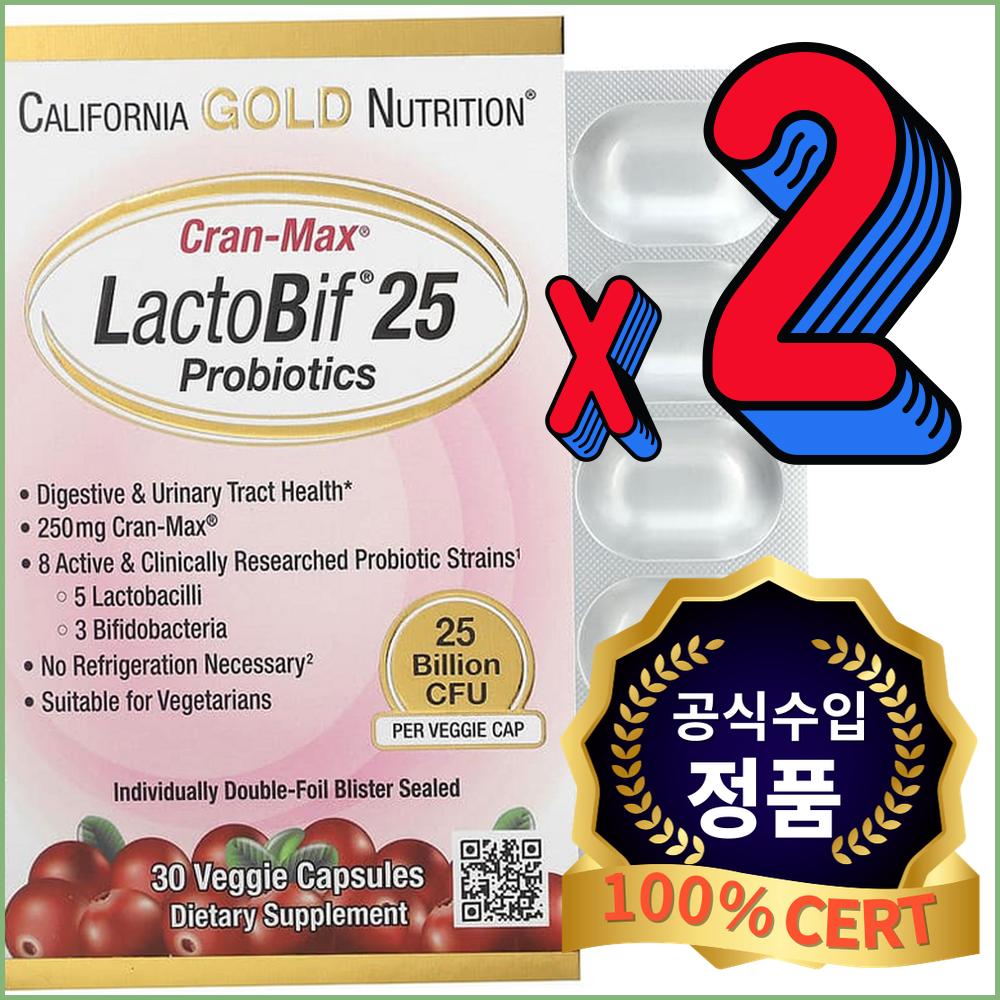 CALIFORNIA GOLD NUTRITION®
Cran-Max®
LactoBif® 25
Probiotics
• Digestive & Urinary Tract Health*
• 250mg Cran-Max®
• 8 Active & Clinically Researched Probiotic Strains¹
○ 5 Lactobacilli
○ 3 Bifidobacteria
• No Refrigeration Necessary²
• Suitable for Vegetarians
25
Billion
CFU
PER VEGGIE CAP
Individually Double-Foil Blister Sealed
30 Veggie Capsules
Dietary Supplement
x2
공식수입
정품
100% CERT